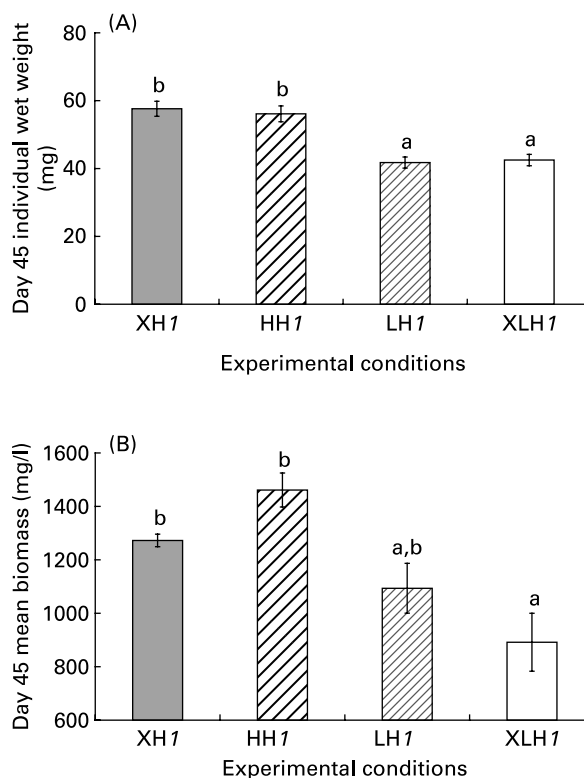 (A)
80
60
40
20
0
Day 45 individual wet weight
(mg)
b
b
a
a
XH1
HH1
LH1
XLH1
Experimental conditions
(B)
1600
1400
1200
1000
800
600
Day 45 mean biomass (mg/l)
b
b
a,b
a
XH1
HH1
LH1
XLH1
Experimental conditions